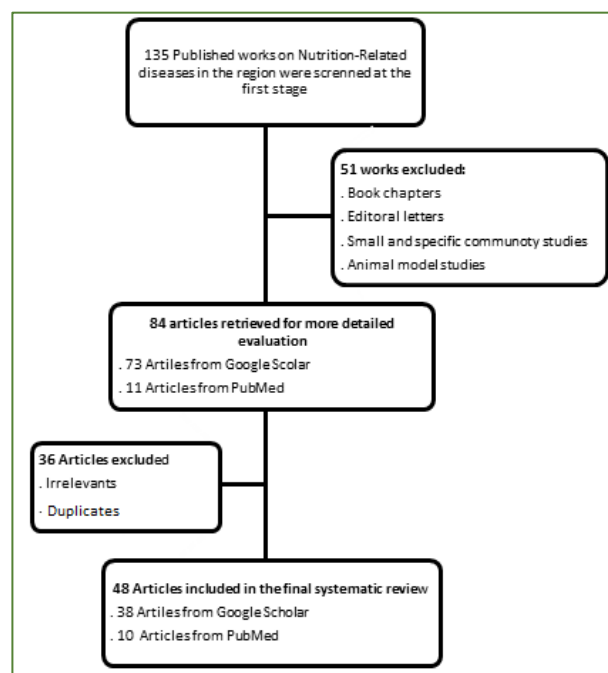 135 Published works on Nutrition-Related
diseases in the region were screnned at the
first stage
51 works excluded:
. Book chapters
. Editoral letters
. Small and specific communoty studies
. Animal model studies
84 articles retrieved for more detailed
evaluation
. 73 Artiles from Google Scolar
. 11 Articles from PubMed
36 Articles excluded
. Irrelevants
· Duplicates
48 Articles included in the final systematic review
. 38 Artiles from Google Scholar
. 10 Articles from PubMed